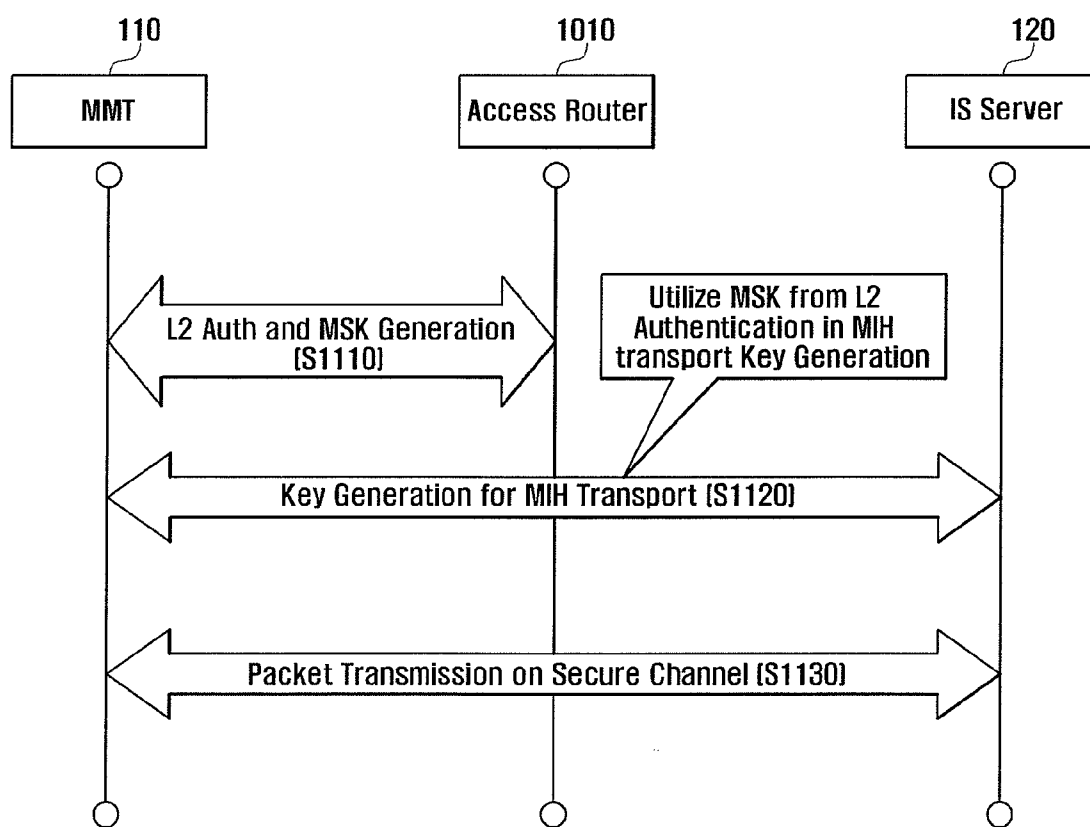 110
1010
120
MMT
Access Router
IS Server
L2 Auth and MSK Generation
(S1110)
Utilize MSK from L2
Authentication in MIH
transport Key Generation
Key Generation for MIH Transport (S1120)
Packet Transmission on Secure Channel (S1130)